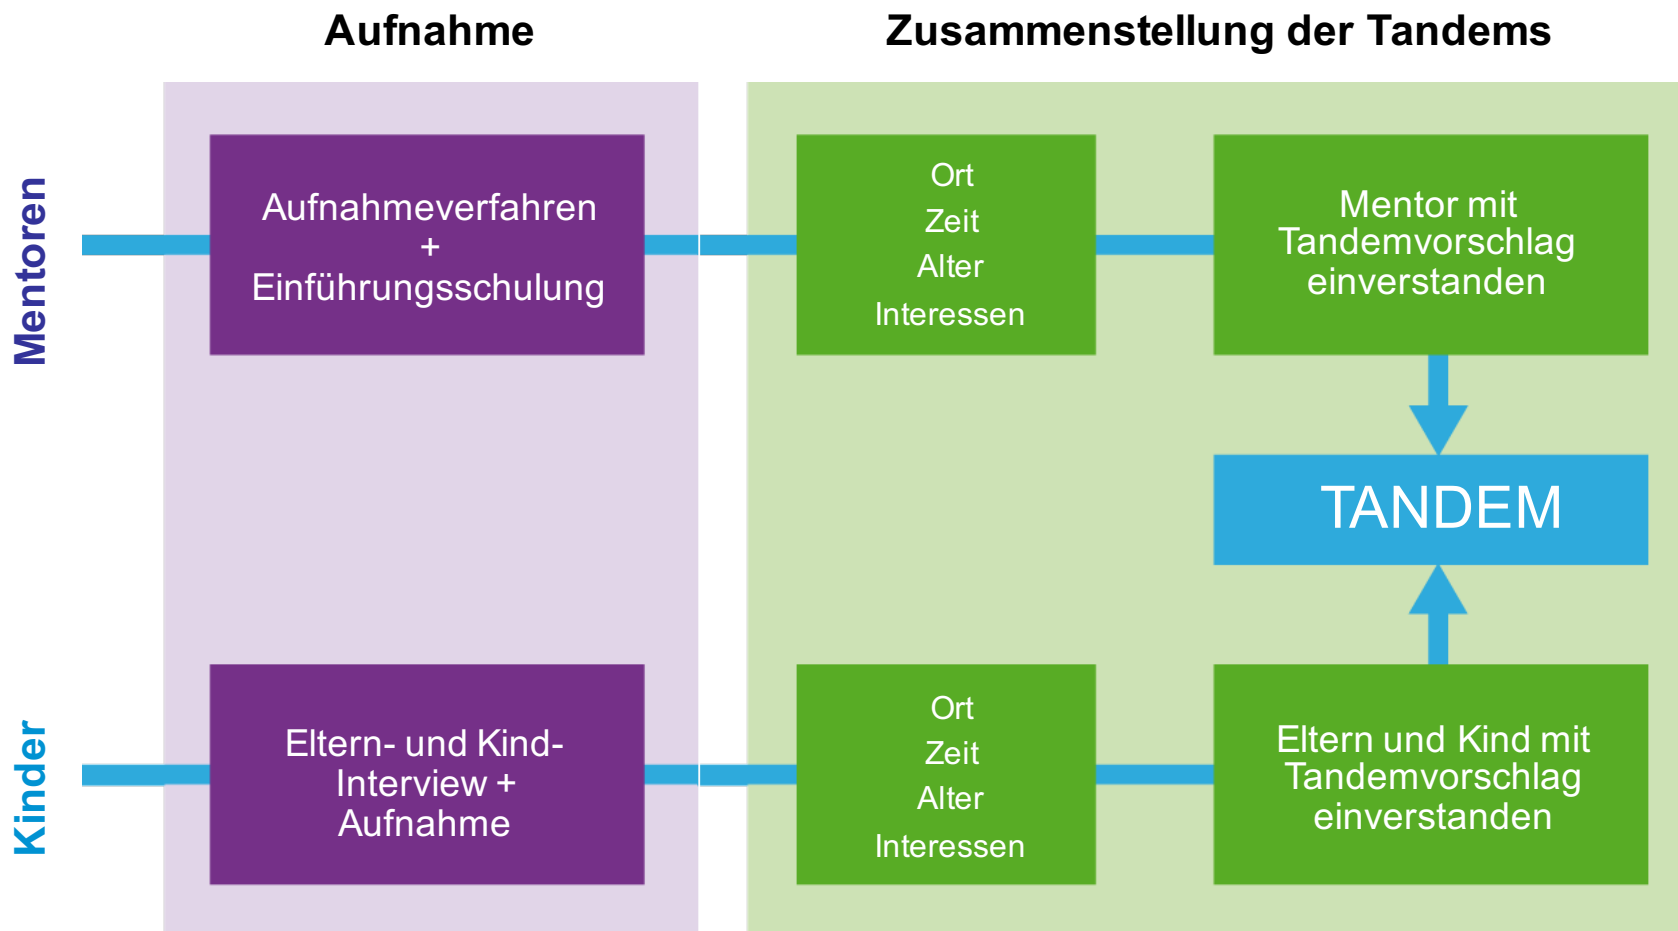 Aufnahme
Zusammenstellung der Tandems
Mentoren
Aufnahmeverfahren
+
Einführungsschulung
Ort
Zeit
Alter
Interessen
Mentor mit
Tandemvorschlag
einverstanden
TANDEM
Kinder
Eltern- und Kind-
Interview +
Aufnahme
Ort
Zeit
Alter
Interessen
Eltern und Kind mit
Tandemvorschlag
einverstanden